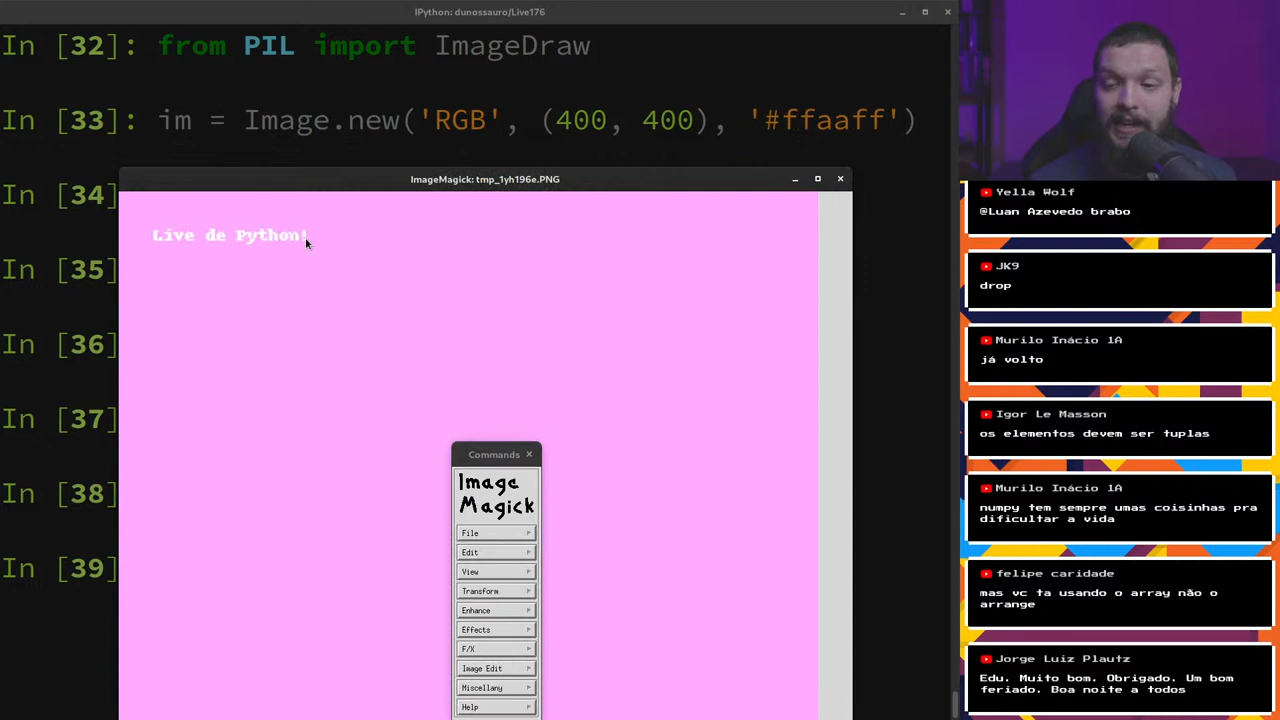 IPython: dunossauro/Live176
In [32]: from PIL import ImageDraw
In [33]: im = Image.new('RGB', (400, 400), '#ffaaff')
In [34]
In [35]
In [36]
In [37]
In [38]
In [39]
ImageMagick: tmp_1yh196e.PNG
Live de Python!
Commands
Image
Magick
File
Edit
View
Transform
Enhance
Effects
F/X
Image Edit
Miscellany
Help
Yella Wolf
@Luan Azevedo brabo
JK9
drop
Murilo Inácio 1A
já volto
Igor Le Masson
os elementos devem ser tuplas
Murilo Inácio 1A
numpy tem sempre umas coisinhas pra
dificultar a vida
felipe caridade
mas vc ta usando o array não o
arrange
Jorge Luiz Plautz
Edu. Muito bom. Obrigado. Um bom
feriado. Boa noite a todos